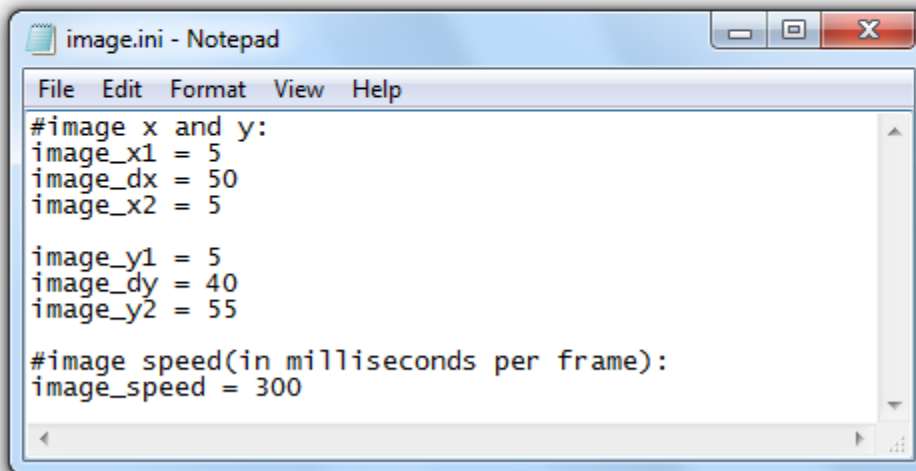 image.ini - Notepad
File Edit Format View Help
#image x and y:
image_x1 = 5
image_dx = 50
image_x2 = 5
image_y1 = 5
image_dy = 40
image_y2 = 55
#image speed(in milliseconds per frame):
image_speed = 300